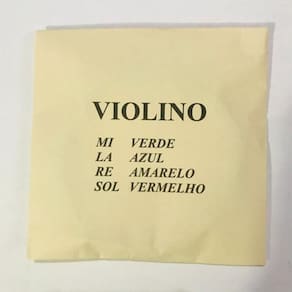 VIOLINO
MI VERDE
LA AZUL
RE AMARELO
SOL VERMELHO